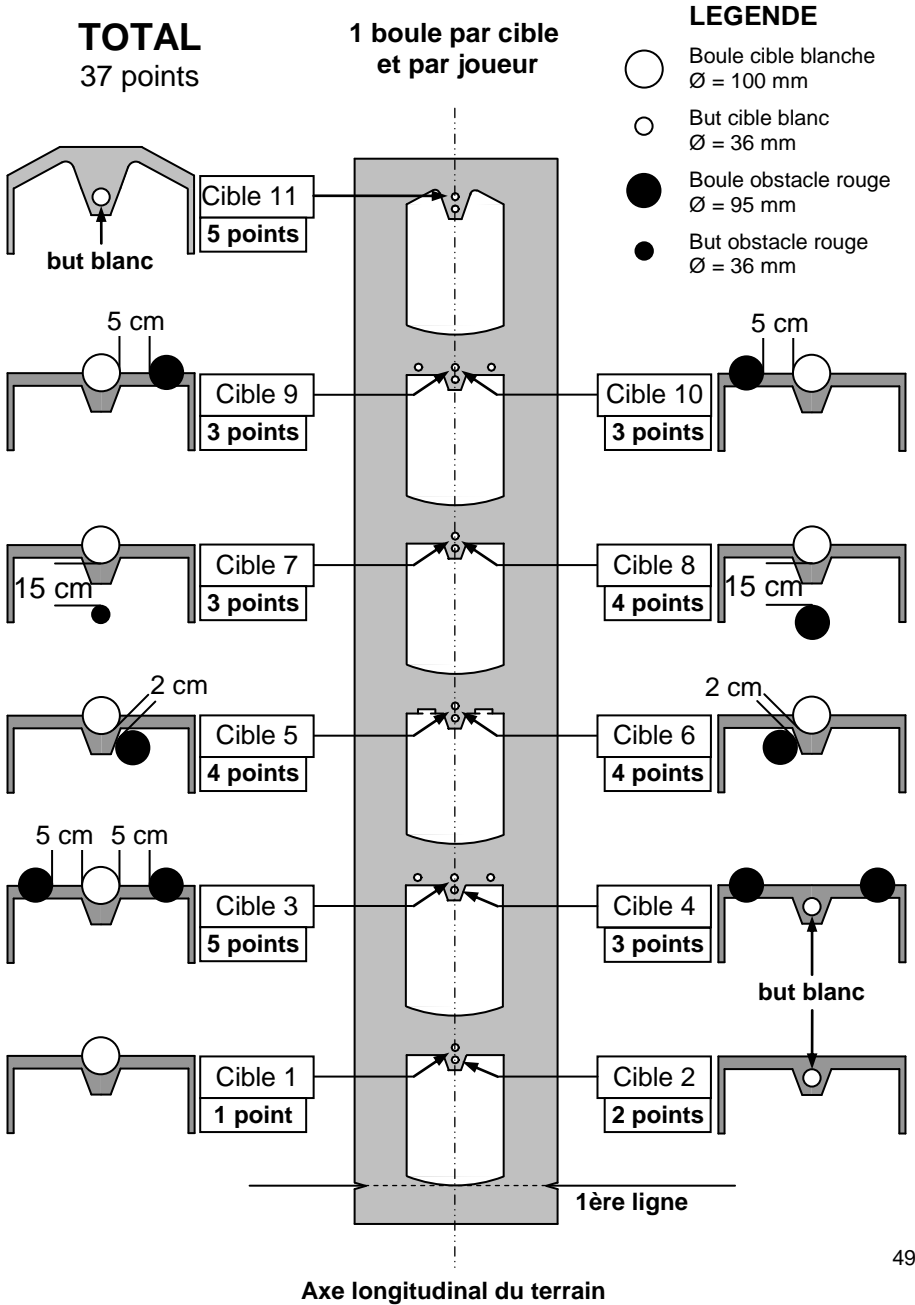 TOTAL
37 points
1 boule par cible
et par joueur
LEGENDE
Boule cible blanche
Ø = 100 mm
But cible blanc
Ø = 36 mm
Boule obstacle rouge
Ø = 95 mm
But obstacle rouge
Ø = 36 mm
Cible 11
5 points
but blanc
5 cm
Cible 9
3 points
5 cm
Cible 10
3 points
15 cm
Cible 7
3 points
Cible 8
4 points
15 cm
2 cm
Cible 5
4 points
2 cm
Cible 6
4 points
5 cm 5 cm
Cible 3
5 points
Cible 4
3 points
but blanc
Cible 1
1 point
Cible 2
2 points
1ère ligne
49
Axe longitudinal du terrain